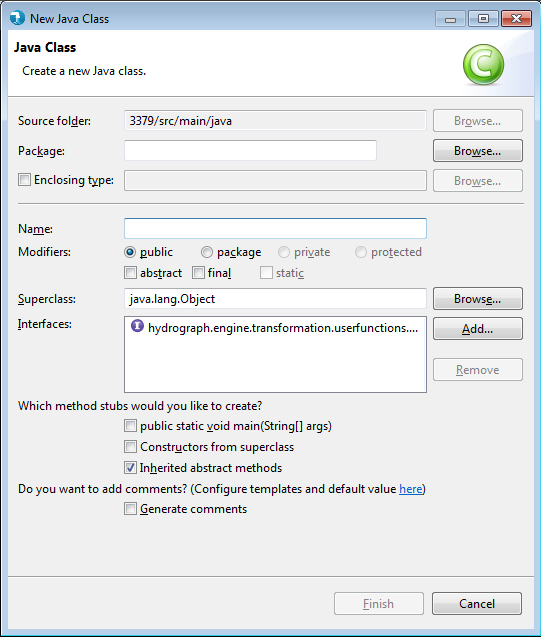 New Java Class
Java Class
Create a new Java class.
C
Source folder: 3379/src/main/java Browse...
Package: Browse...
Enclosing type: Browse...
Name:
Modifiers: public package private protected
abstract final static
Superclass: java.lang.Object Browse...
Interfaces: I hydrograph.engine.transformation.userfunctions.... Add...
Remove
Which method stubs would you like to create?
public static void main(String[] args)
Constructors from superclass
Inherited abstract methods
Do you want to add comments? (Configure templates and default value here)
Generate comments
Finish Cancel